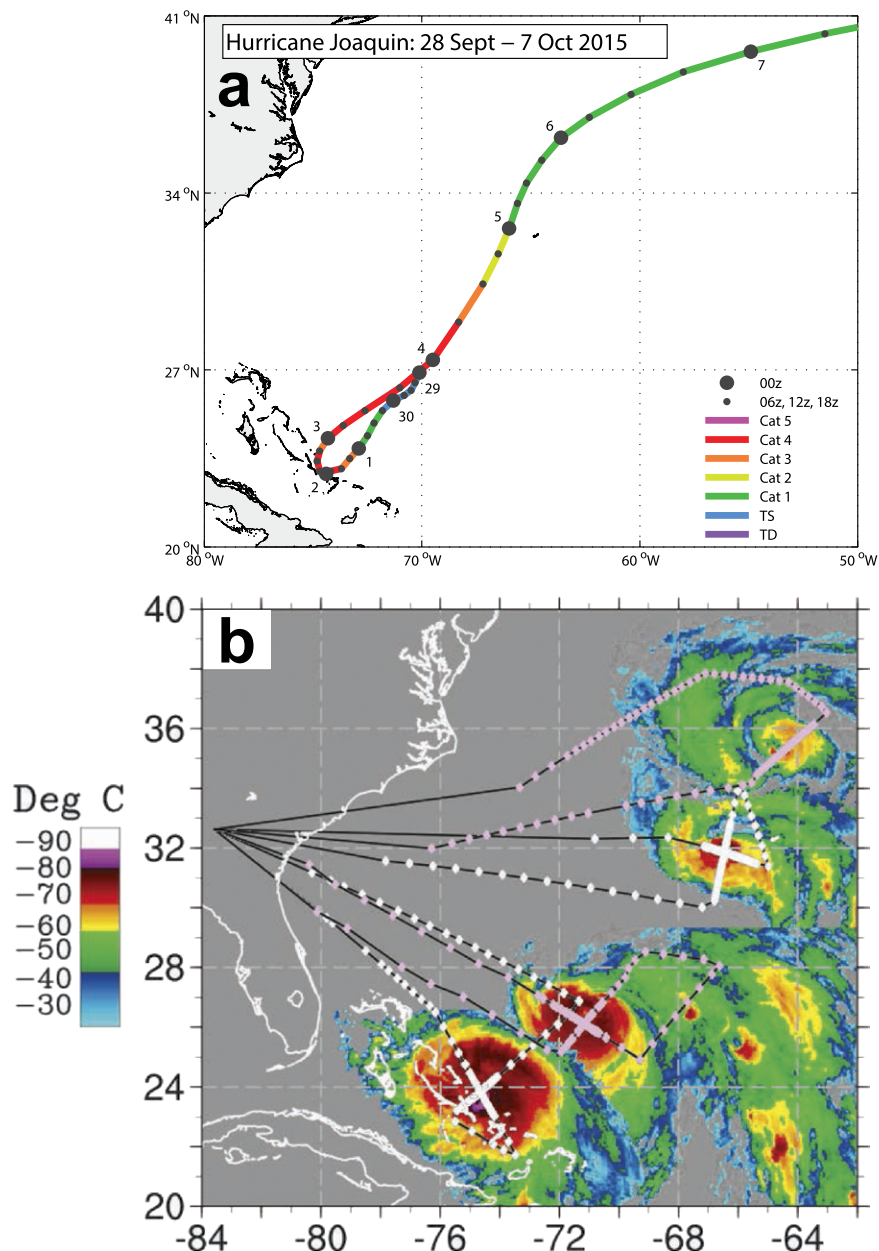 41 °N
Hurricane Joaquin: 28 Sept – 7 Oct 2015
a
7
6
34 °N
5
4
27 °N
29
30
3
1
2
00z
06z, 12z, 18z
Cat 5
Cat 4
Cat 3
Cat 2
Cat 1
TS
TD
20 °N
80 °W
70 °W
60 °W
50 °W
40
b
36
Deg C
-90
-80
-70
-60
-50
-40
-30
32
28
24
20
-84
-80
-76
-72
-68
-64